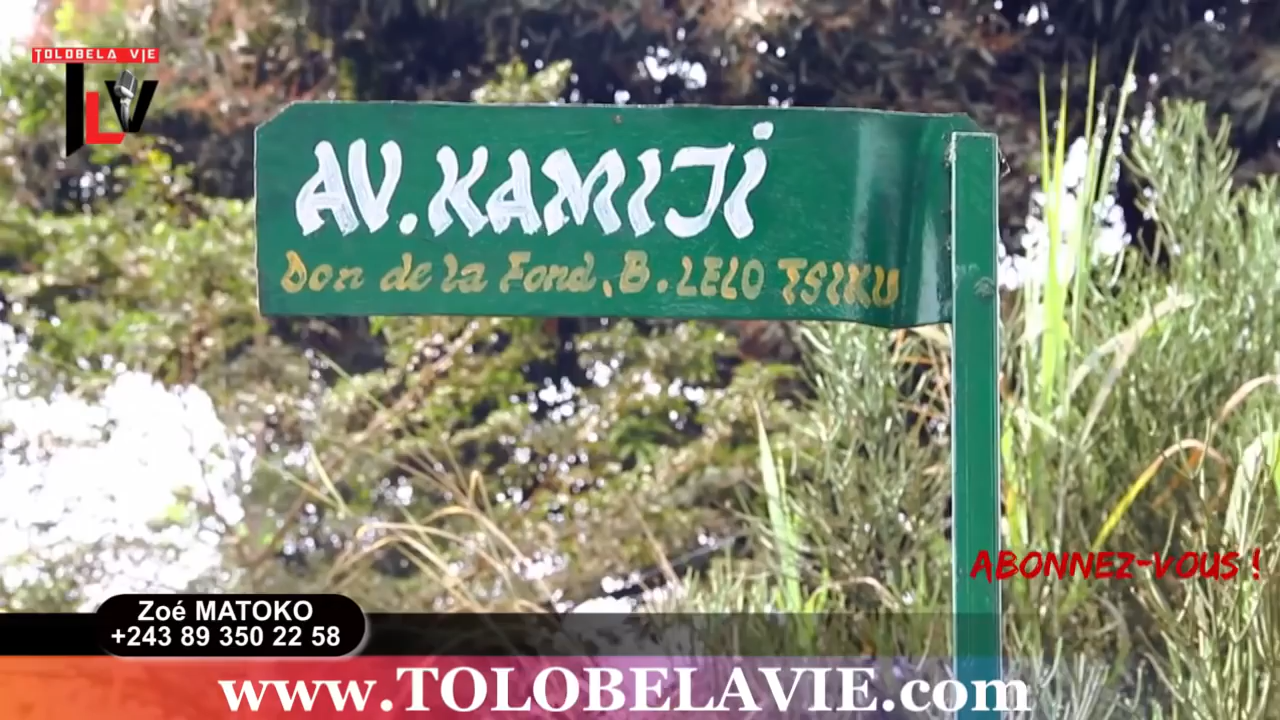 TOLOBELA VIE
LLV
AV. KAMIJI
Don de la Fond. B. LELO TSIKU
ABONNEZ-VOUS !
Zoé MATOKO
+243 89 350 22 58
www.TOLOBELAVIE.com